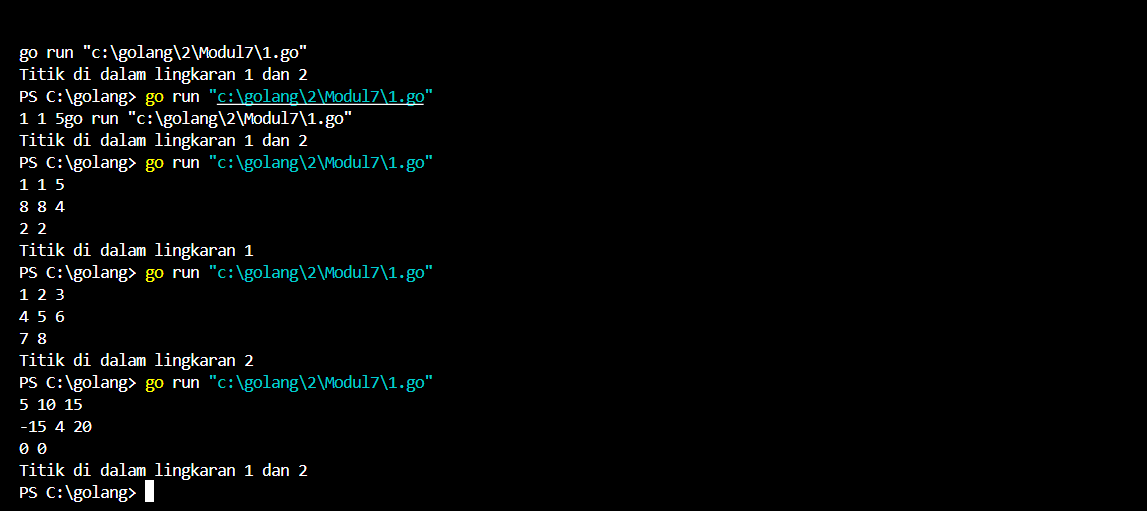 go run "c:\golang\2\Modul7\1.go"
Titik di dalam lingkaran 1 dan 2
PS C:\golang> go run "c:\golang\2\Modul7\1.go"
1 1 5go run "c:\golang\2\Modul7\1.go"
Titik di dalam lingkaran 1 dan 2
PS C:\golang> go run "c:\golang\2\Modul7\1.go"
1 1 5
8 8 4
2 2
Titik di dalam lingkaran 1
PS C:\golang> go run "c:\golang\2\Modul7\1.go"
1 2 3
4 5 6
7 8
Titik di dalam lingkaran 2
PS C:\golang> go run "c:\golang\2\Modul7\1.go"
5 10 15
-15 4 20
0 0
Titik di dalam lingkaran 1 dan 2
PS C:\golang>